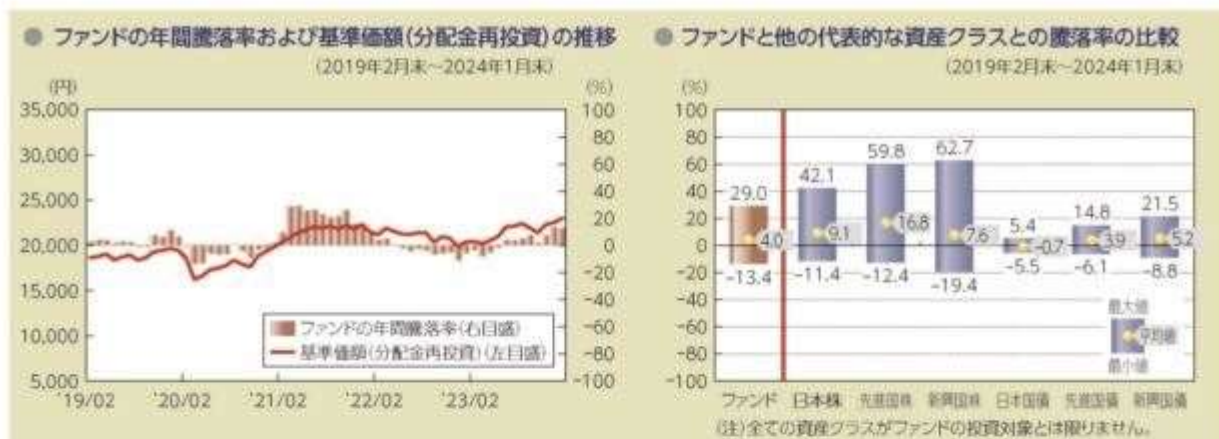 ● ファンドの年間騰落率および基準価額(分配金再投資)の推移
(2019年2月末~2024年1月末)
(円)
(%)
35,000
30,000
25,000
20,000
15,000
10,000
5,000
100
80
60
40
20
0
-20
-40
-60
-80
-100
ファンドの年間騰落率(右目盛)
基準価額(分配金再投資)(左目盛)
'19/02 '20/02 '21/02 '22/02 '23/02
● ファンドと他の代表的な資産クラスとの騰落率の比較
(2019年2月末~2024年1月末)
(%)
100
80
60
40
20
0
-20
-40
-60
-80
-100
29.0 42.1 59.8 62.7 5.4 14.8 21.5
4.0 9.1 16.8 7.6 -0.7 3.9 5.2
-13.4 -11.4 -12.4 -19.4 -5.5 -6.1 -8.8
最大値
平均値
最小値
ファンド 日本株 先進国株 新興国株 日本国債 先進国債 新興国債
(注)全ての資産クラスがファンドの投資対象とは限りません。